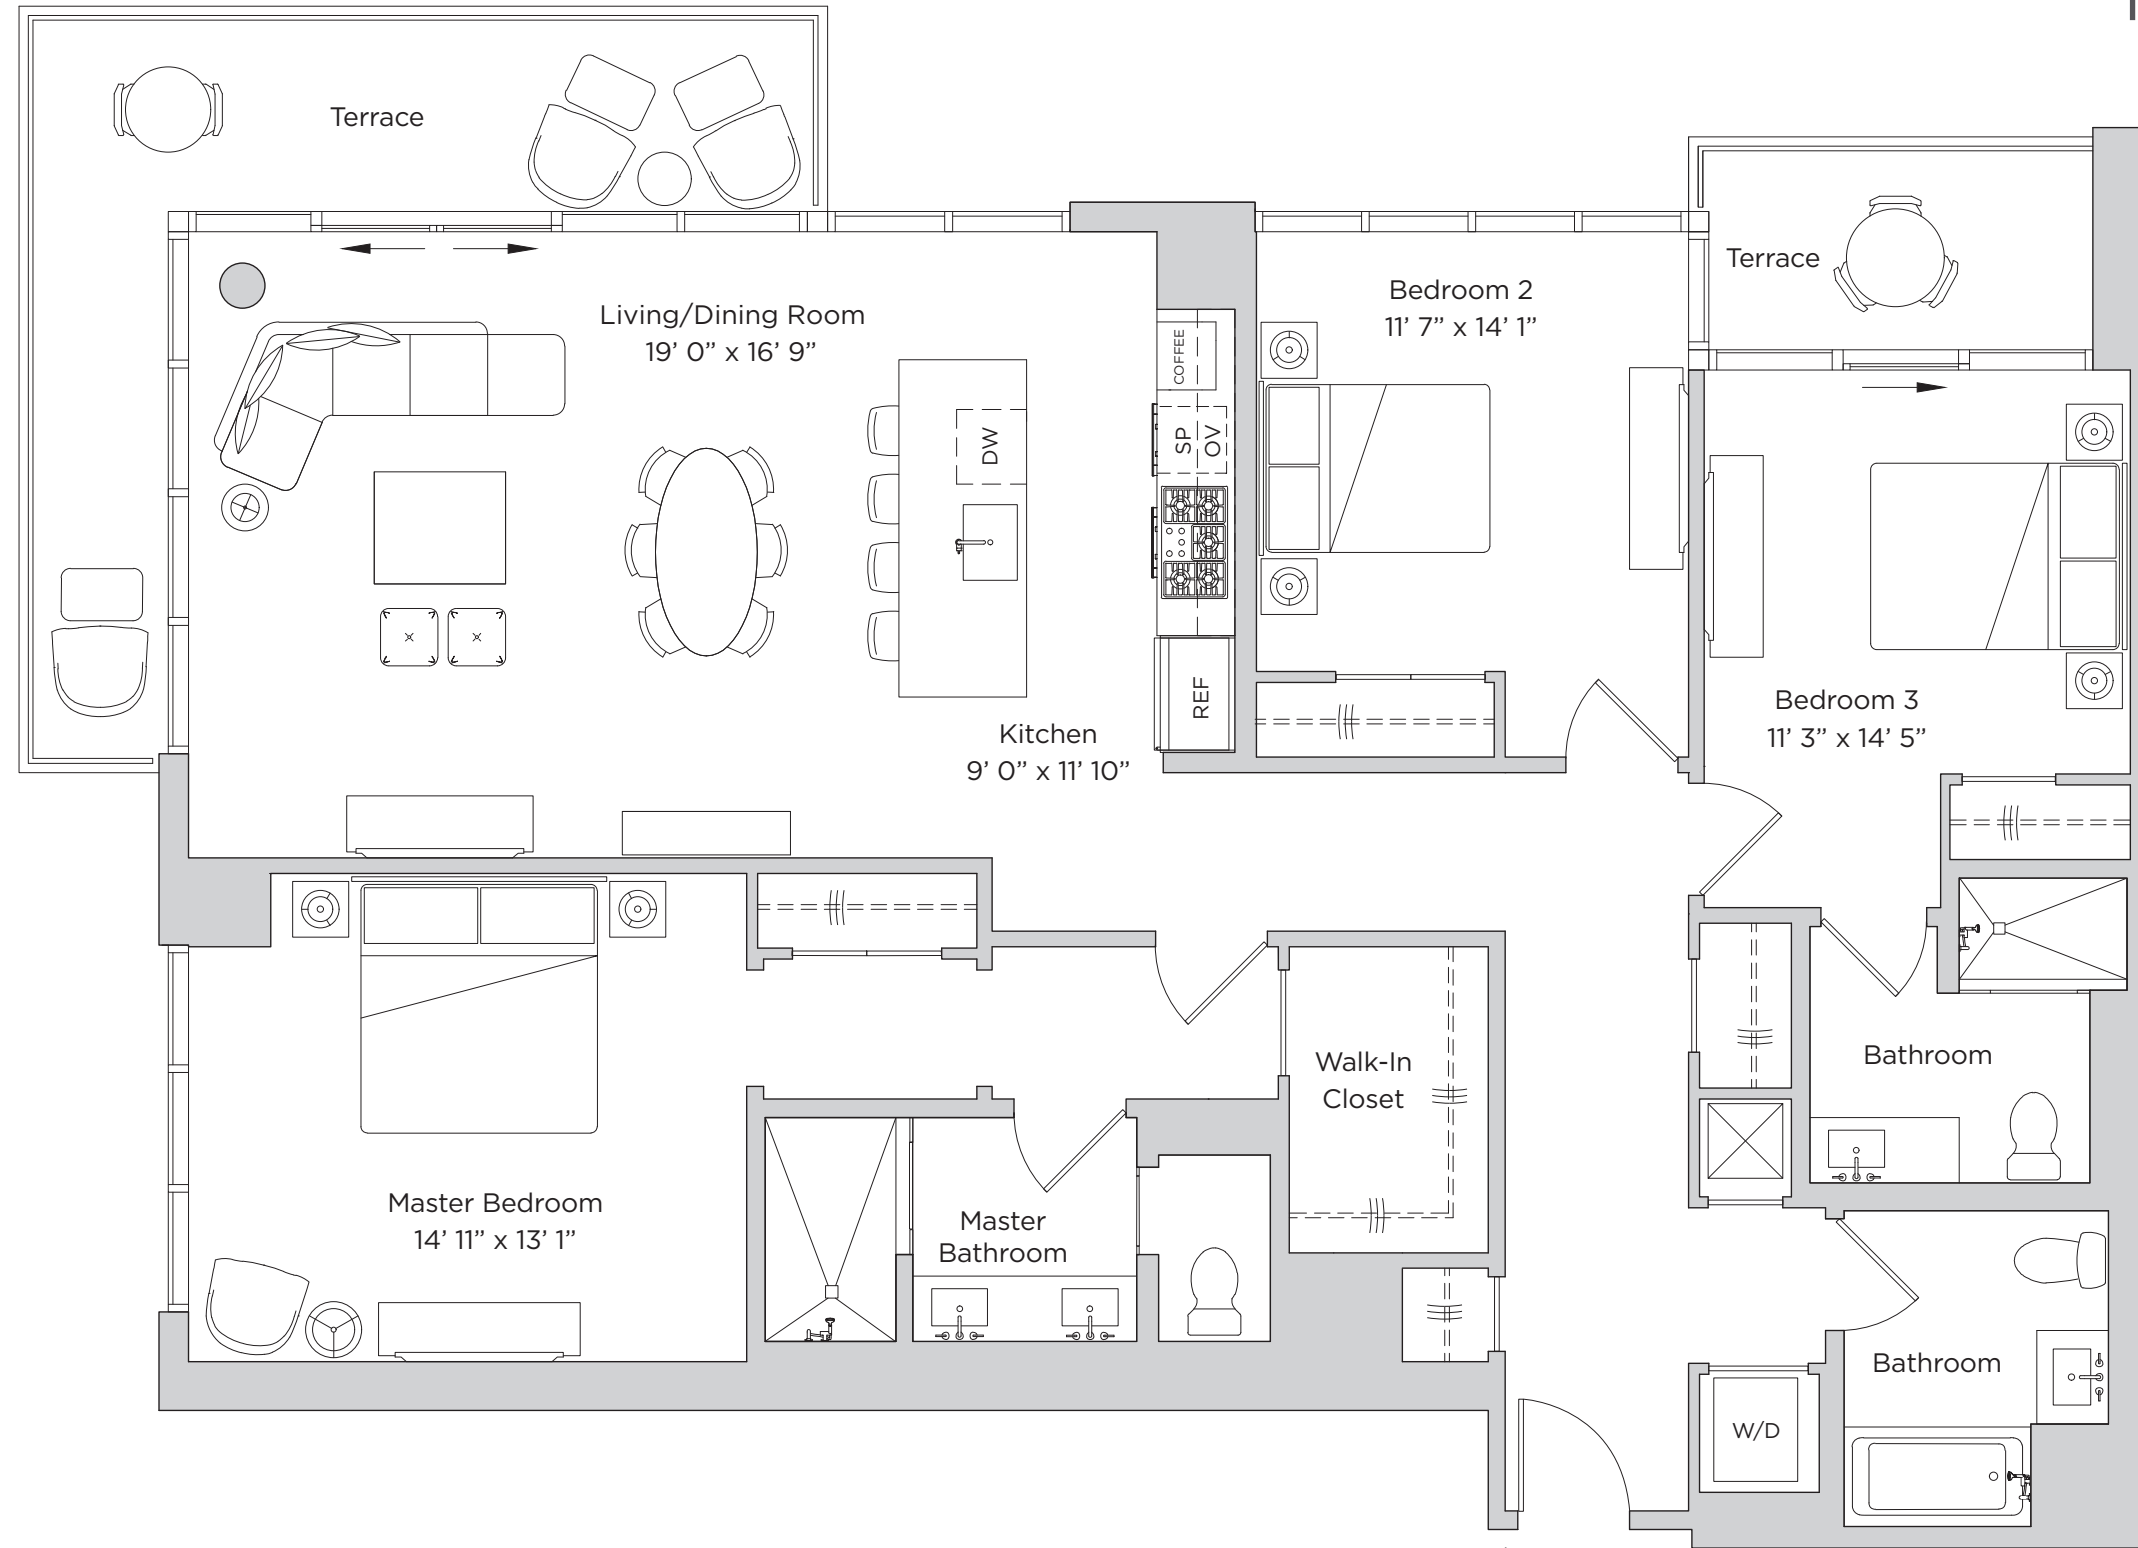 Terrace
Terrace
Living/Dining Room
19’ 0” x 16’ 9”
Bedroom 2
11’ 7” x 14’ 1”
COFFEE
SP
OV
DW
REF
Kitchen
9’ 0” x 11’ 10”
Bedroom 3
11’ 3” x 14’ 5”
Walk-In
Closet
Bathroom
Master Bedroom
14’ 11” x 13’ 1”
Master
Bathroom
Bathroom
W/D